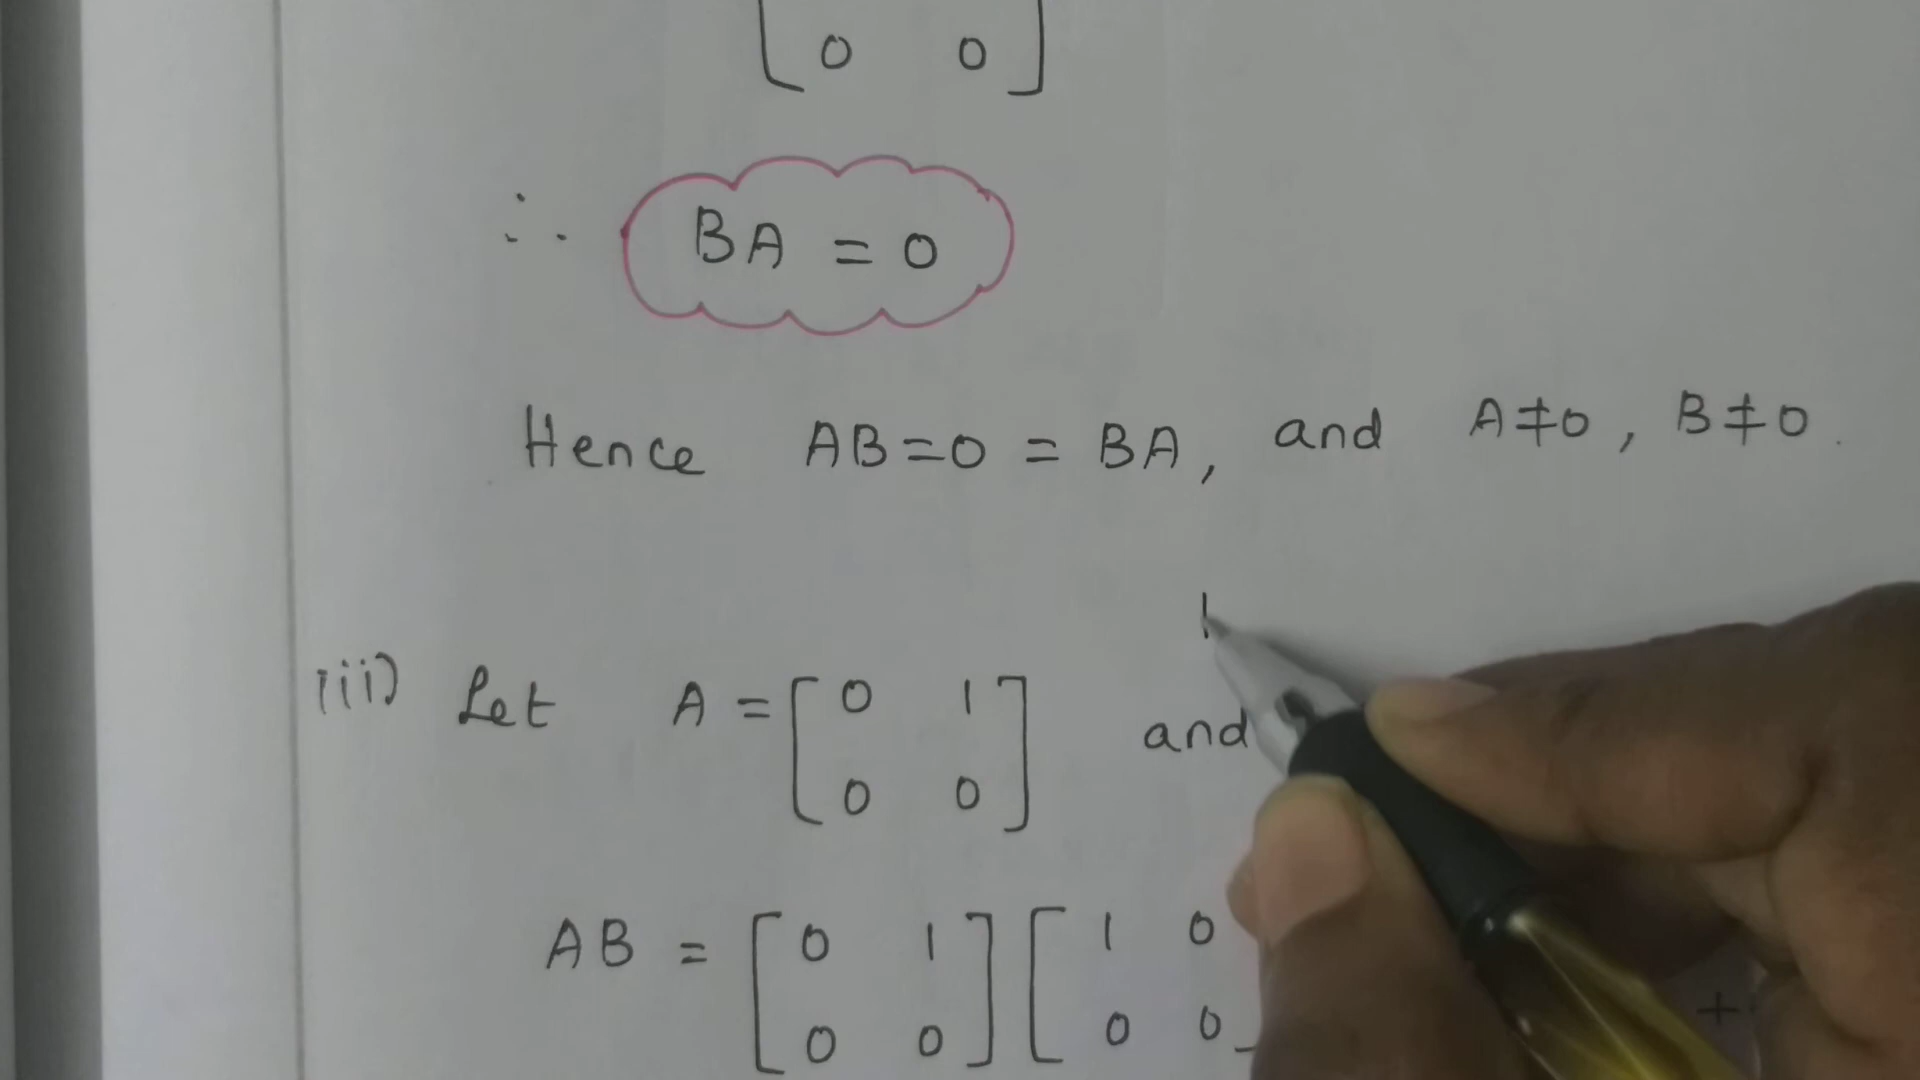 0 0
∴ BA = 0
Hence AB=0 = BA, and A≠0, B≠0.
iii) Let A = [0 1
0 0] and
AB = [0 1] [1 0
0 0] 0 0
+